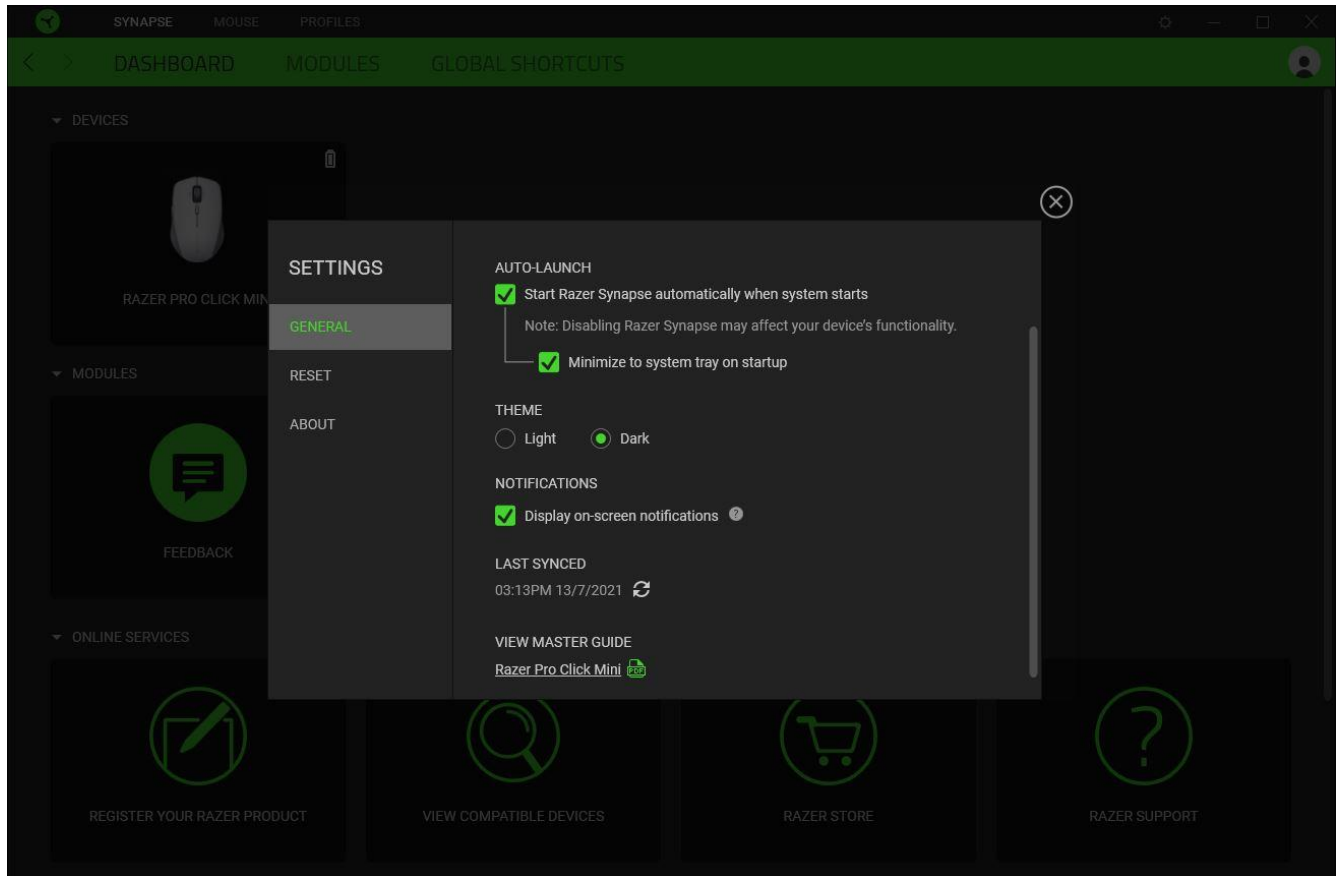 SYNAPSE MOUSE PROFILES
DASHBOARD MODULES GLOBAL SHORTCUTS
DEVICES
RAZER PRO CLICK MIN
MODULES
FEEDBACK
ONLINE SERVICES
REGISTER YOUR RAZER PRODUCT
VIEW COMPATIBLE DEVICES
RAZER STORE
RAZER SUPPORT
SETTINGS
GENERAL
RESET
ABOUT
AUTO-LAUNCH
Start Razer Synapse automatically when system starts
Note: Disabling Razer Synapse may affect your device’s functionality.
Minimize to system tray on startup
THEME
Light Dark
NOTIFICATIONS
Display on-screen notifications ?
LAST SYNCED
03:13PM 13/7/2021
VIEW MASTER GUIDE
Razer Pro Click Mini PDF